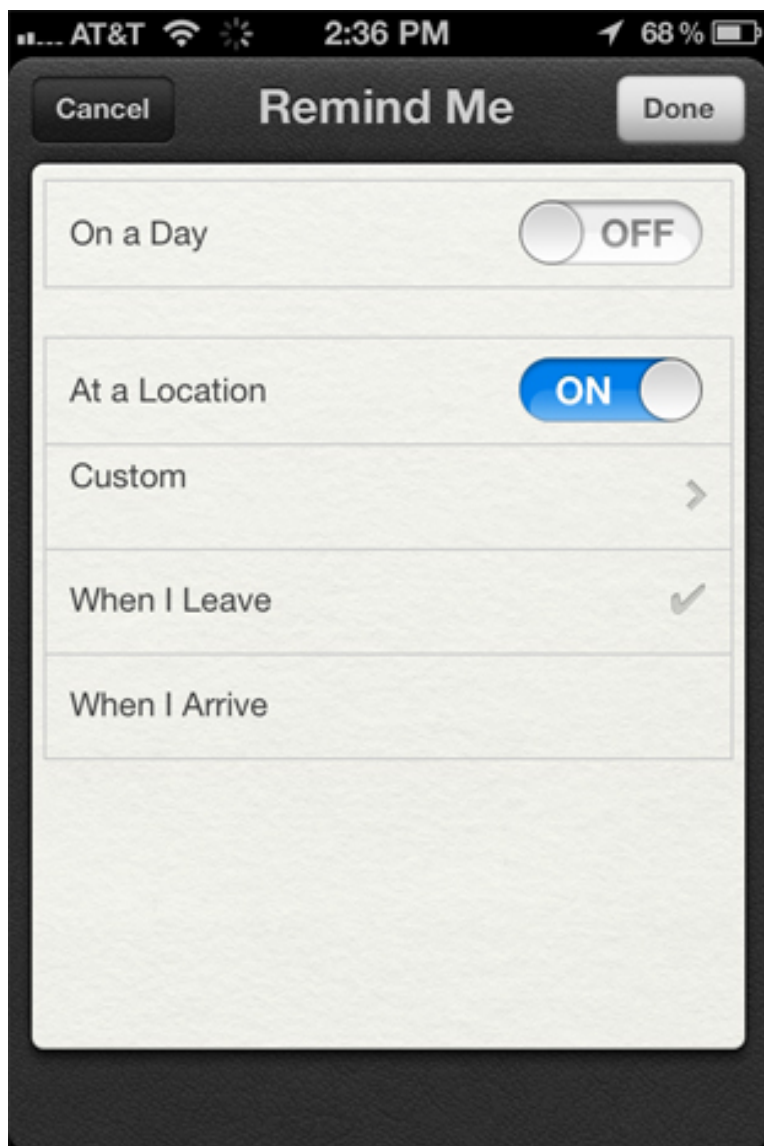 AT&T 2:36 PM 68%
Cancel Remind Me Done
On a Day OFF
At a Location ON
Custom
When I Leave
When I Arrive